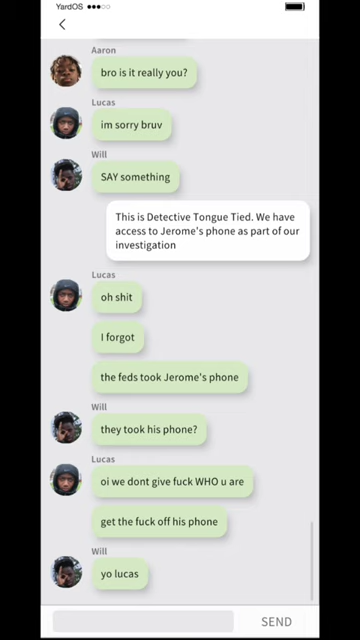 YardOS
Aaron
bro is it really you?
Lucas
im sorry bruv
Will
SAY something
This is Detective Tongue Tied. We have
access to Jerome's phone as part of our
investigation
Lucas
oh shit
I forgot
the feds took Jerome's phone
Will
they took his phone?
Lucas
oi we dont give fuck WHO u are
get the fuck off his phone
Will
yo lucas
SEND